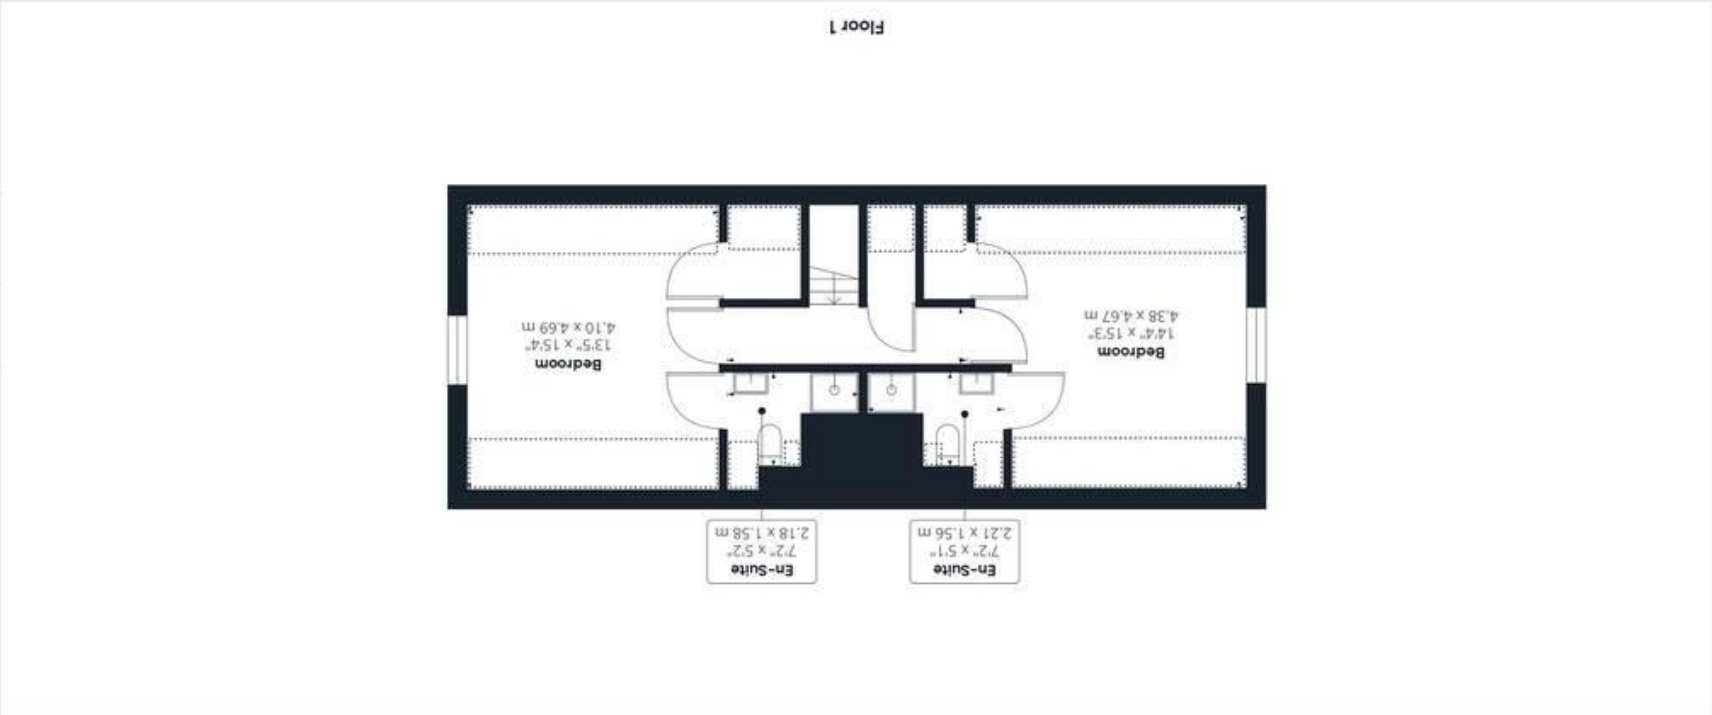 En-Suite
7'2" x 5'1"
2.21 x 1.56 m
En-Suite
7'2" x 5'2"
2.18 x 1.58 m
Bedroom
14'4" x 15'3"
4.38 x 4.67 m
Bedroom
13'5" x 15'4"
4.10 x 4.69 m
Floor 1